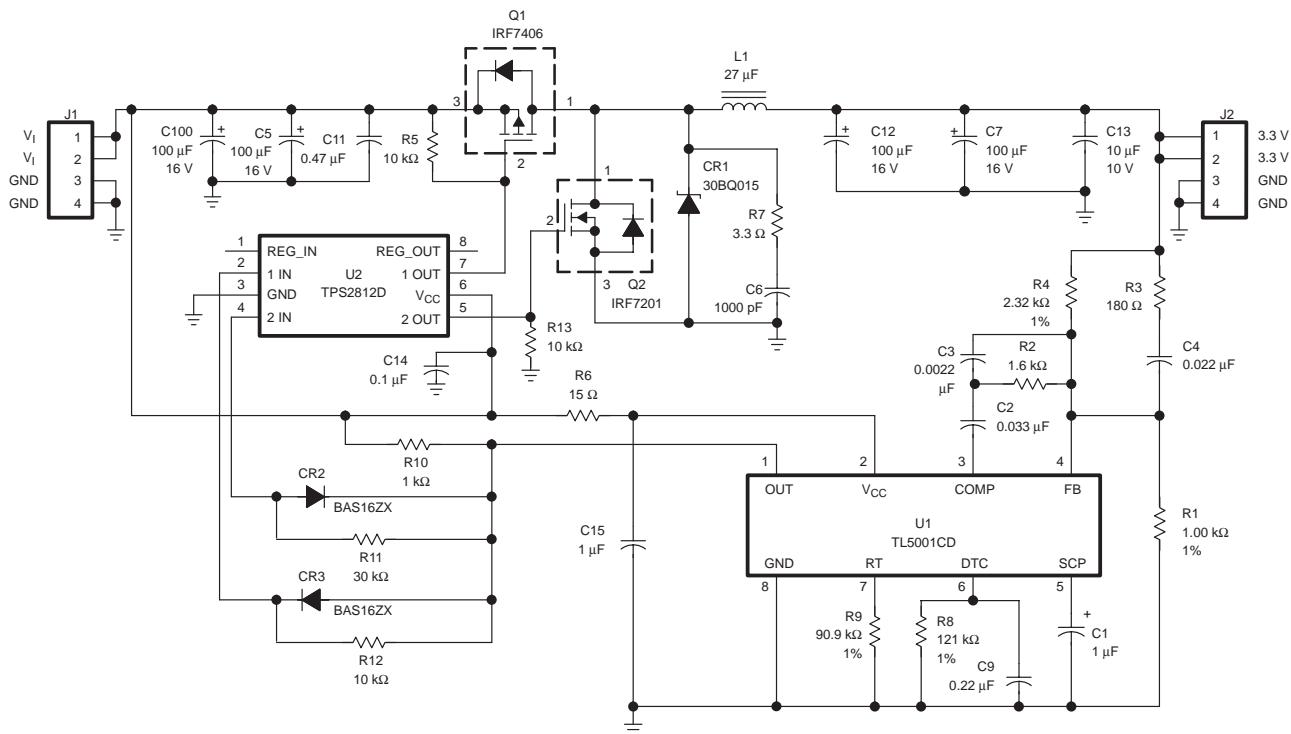 Q1
IRF7406
L1
27 μF
J1
J2
VI
1
VI
2
GND
3
GND
4
3
1
2
C100
100 μF
16 V
+
C5
100 μF
16 V
+
C11
0.47 μF
R5
10 kΩ
+
C12
100 μF
16 V
+
C7
100 μF
16 V
C13
10 μF
10 V
1
3.3 V
2
3.3 V
3
GND
4
GND
CR1
30BQ015
R7
3.3 Ω
C6
1000 pF
1
2
3
Q2
IRF7201
1
REG_IN
REG_OUT
8
2
1 IN
U2
1 OUT
7
3
GND
TPS2812D
VCC
6
4
2 IN
2 OUT
5
R13
10 kΩ
C14
0.1 μF
R4
2.32 kΩ
1%
R3
180 Ω
C3
0.0022
μF
R2
1.6 kΩ
C4
0.022 μF
R6
15 Ω
C2
0.033 μF
R10
1 kΩ
CR2
BAS16ZX
R11
30 kΩ
CR3
BAS16ZX
R12
10 kΩ
C15
1 μF
1
2
3
4
OUT
VCC
COMP
FB
U1
TL5001CD
GND
RT
DTC
SCP
8
7
6
5
R1
1.00 kΩ
1%
R9
90.9 kΩ
1%
R8
121 kΩ
1%
C9
0.22 μF
+
C1
1 μF